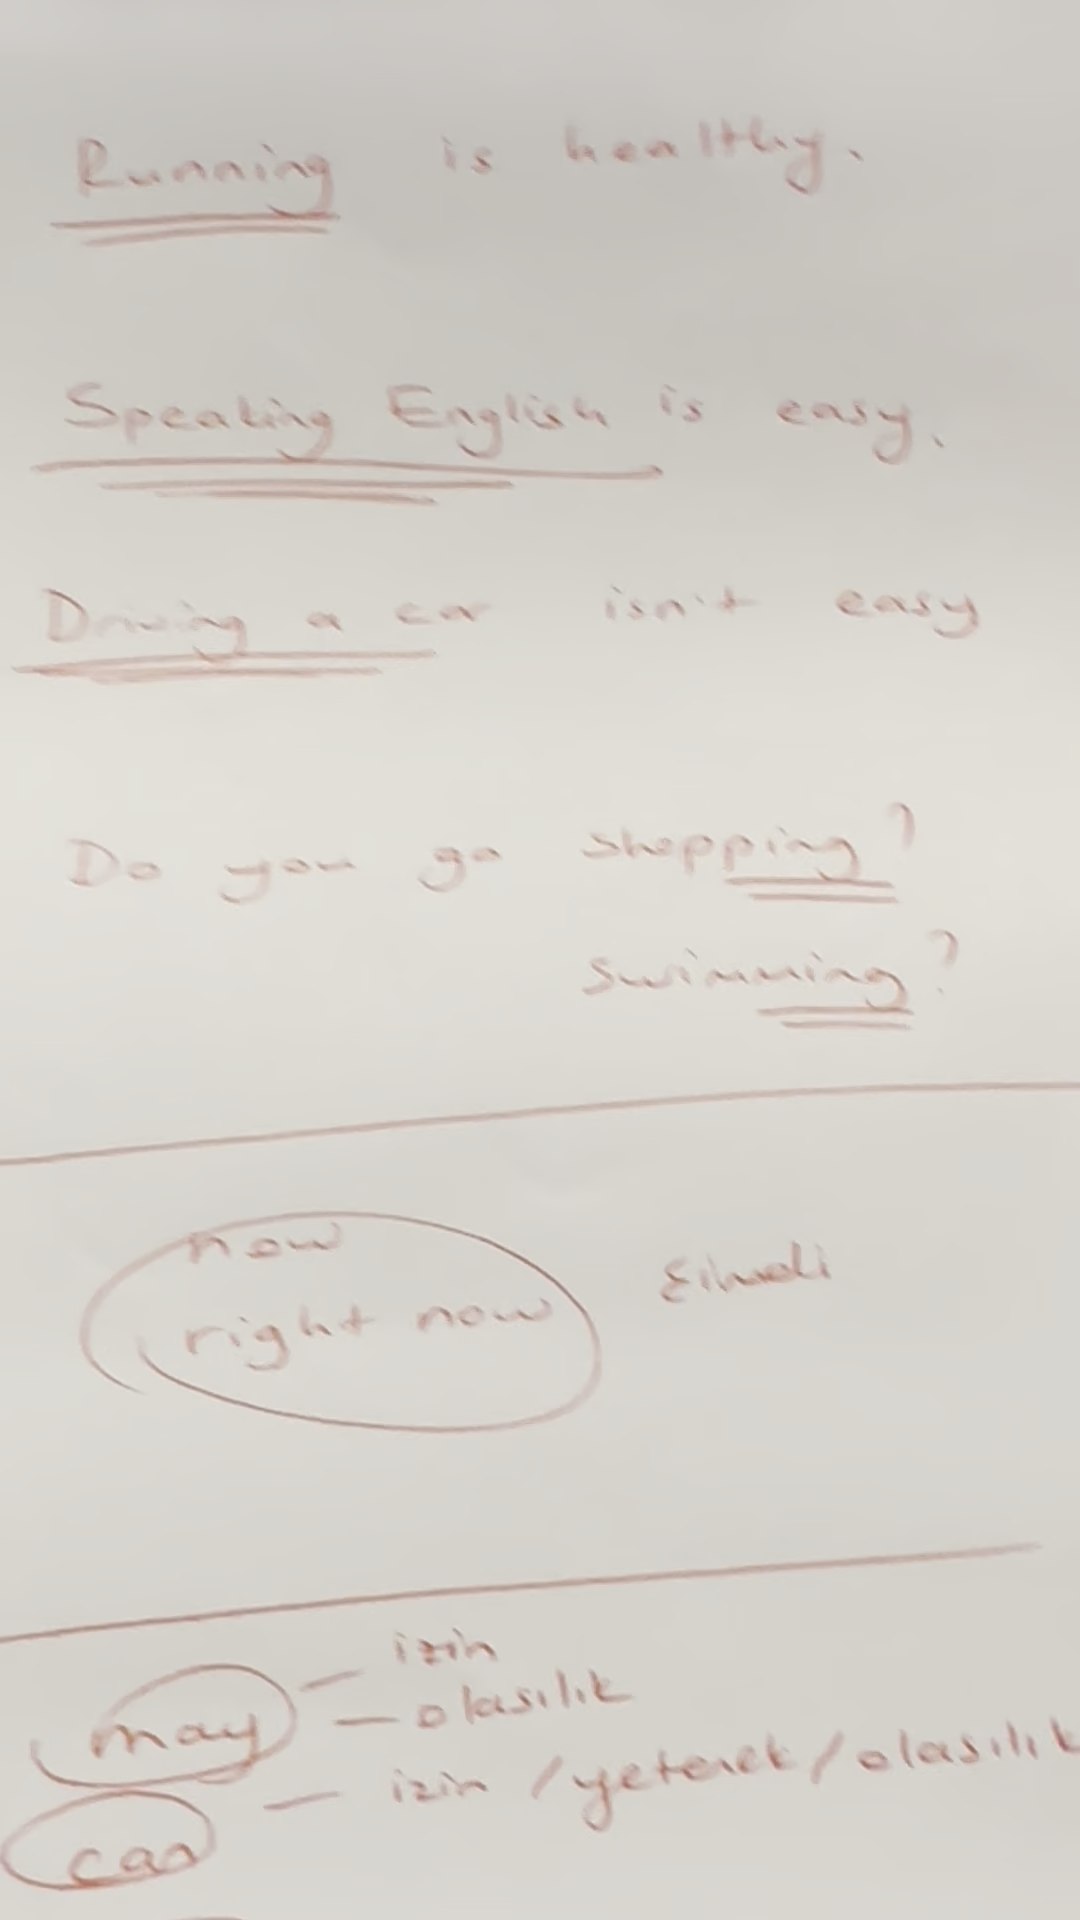 Running is healthy.
Speaking English is easy.
Driving a car isn't easy
Do you go shopping?
swimming?
now
right now şimdi
may – izin
– olasılık
can – izin / yetenek / olasılık